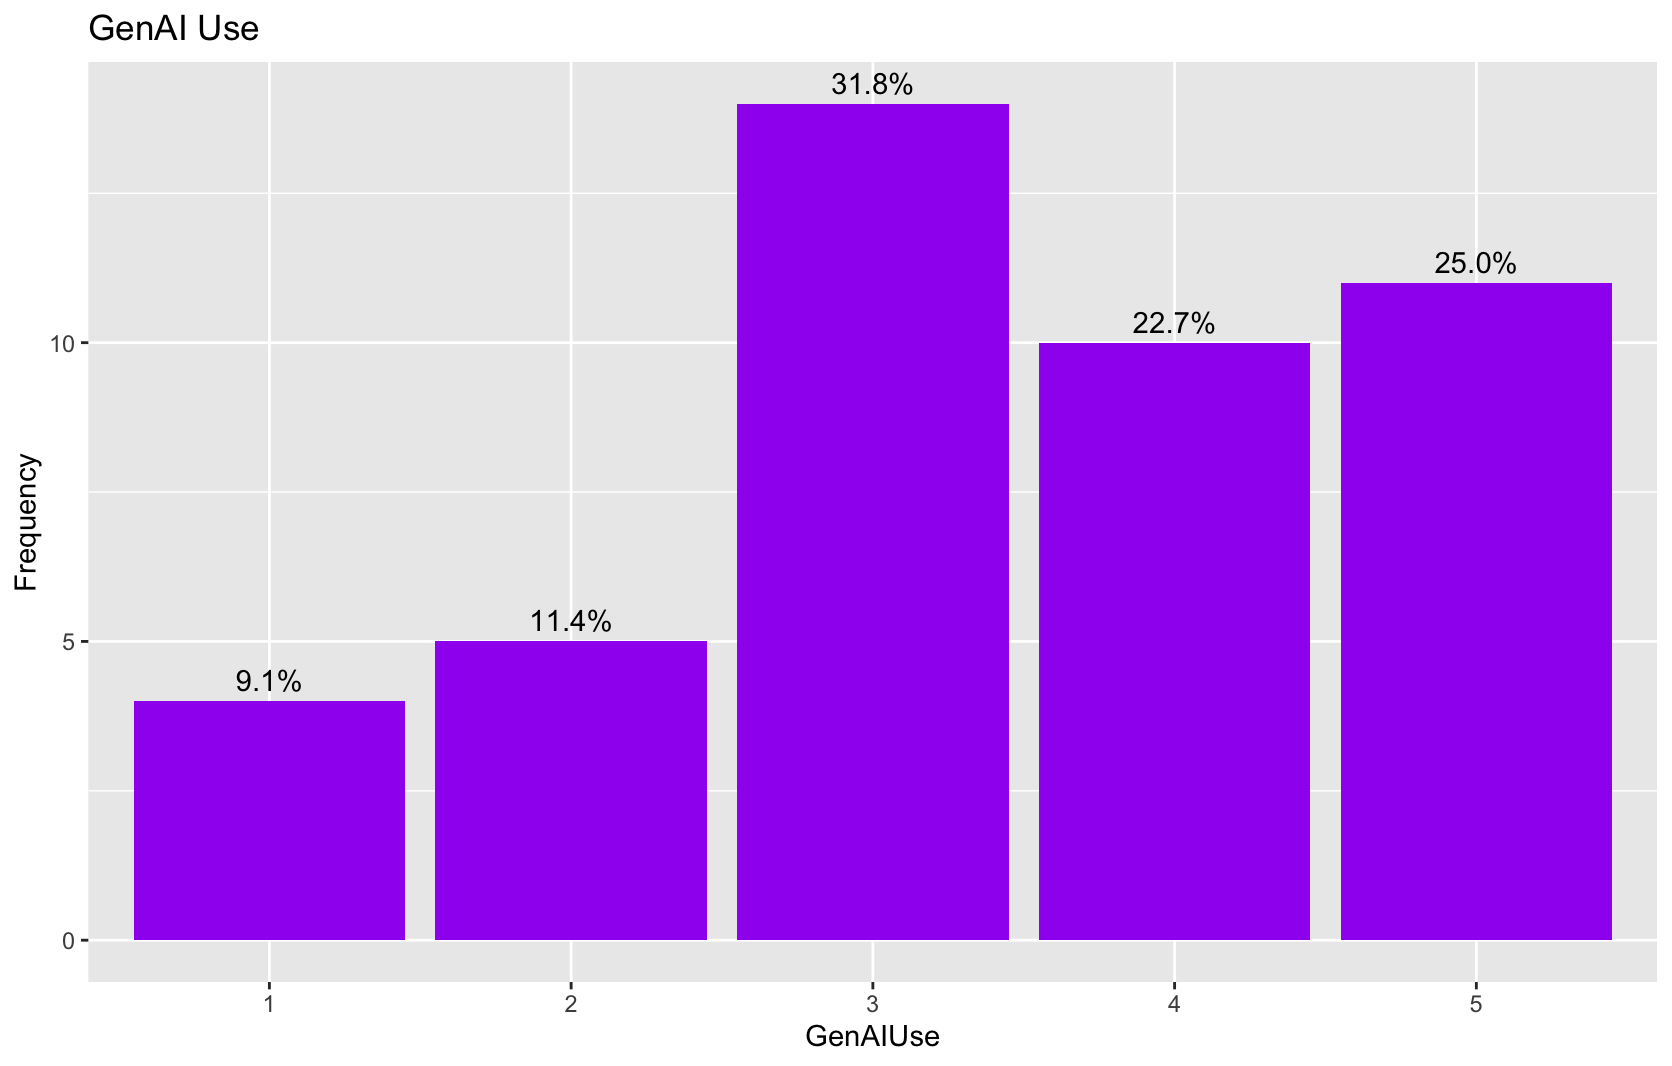 GenAI Use
31.8%
25.0%
22.7%
10
11.4%
5
9.1%
0
Frequency
1 2 3 4 5
GenAIUse